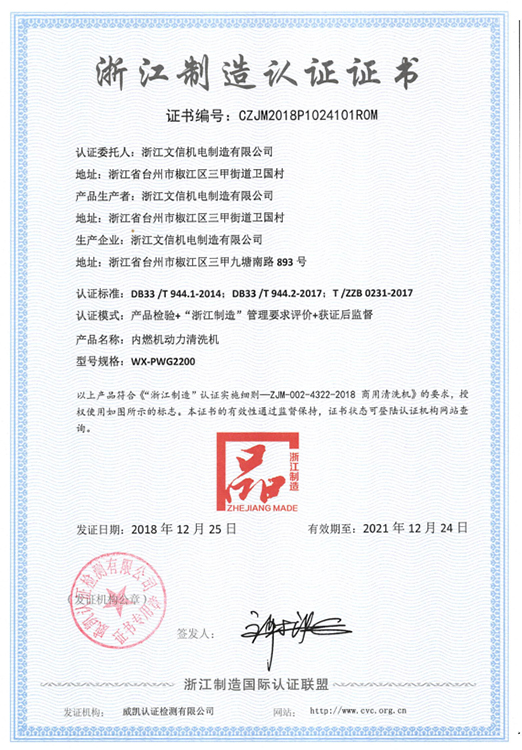 浙江制造认证证书
证书编号：CZJM2018P1024101R0M
认证委托人：浙江文信机电制造有限公司
地址：浙江省台州市椒江区三甲街道卫国村
产品生产者：浙江文信机电制造有限公司
地址：浙江省台州市椒江区三甲街道卫国村
生产企业：浙江文信机电制造有限公司
地址：浙江省台州市椒江区三甲九塘南路 893 号
认证标准：DB33 /T 944.1-2014；DB33 /T 944.2-2017；T /ZZB 0231-2017
认证模式：产品检验+“浙江制造”管理要求评价+获证后监督
产品名称：内燃机动力清洗机
型号规格：WX-PWG2200
以上产品符合《“浙江制造”认证实施细则—ZJM-002-4322-2018 商用清洗机》的要求，授
权使用如图所示的标志。本证书的有效性通过监督保持，证书状态可登陆认证机构网站查
询。
品
浙江制造
ZHEJIANG MADE
发证日期：2018 年 12 月 25 日
有效期至：2021 年 12 月 24 日
威凯认证检测有限公司
（发证机构公章）
签发人：
浙江制造国际认证联盟
发证机构： 威凯认证检测有限公司
网站： http://www.cvc.org.cn